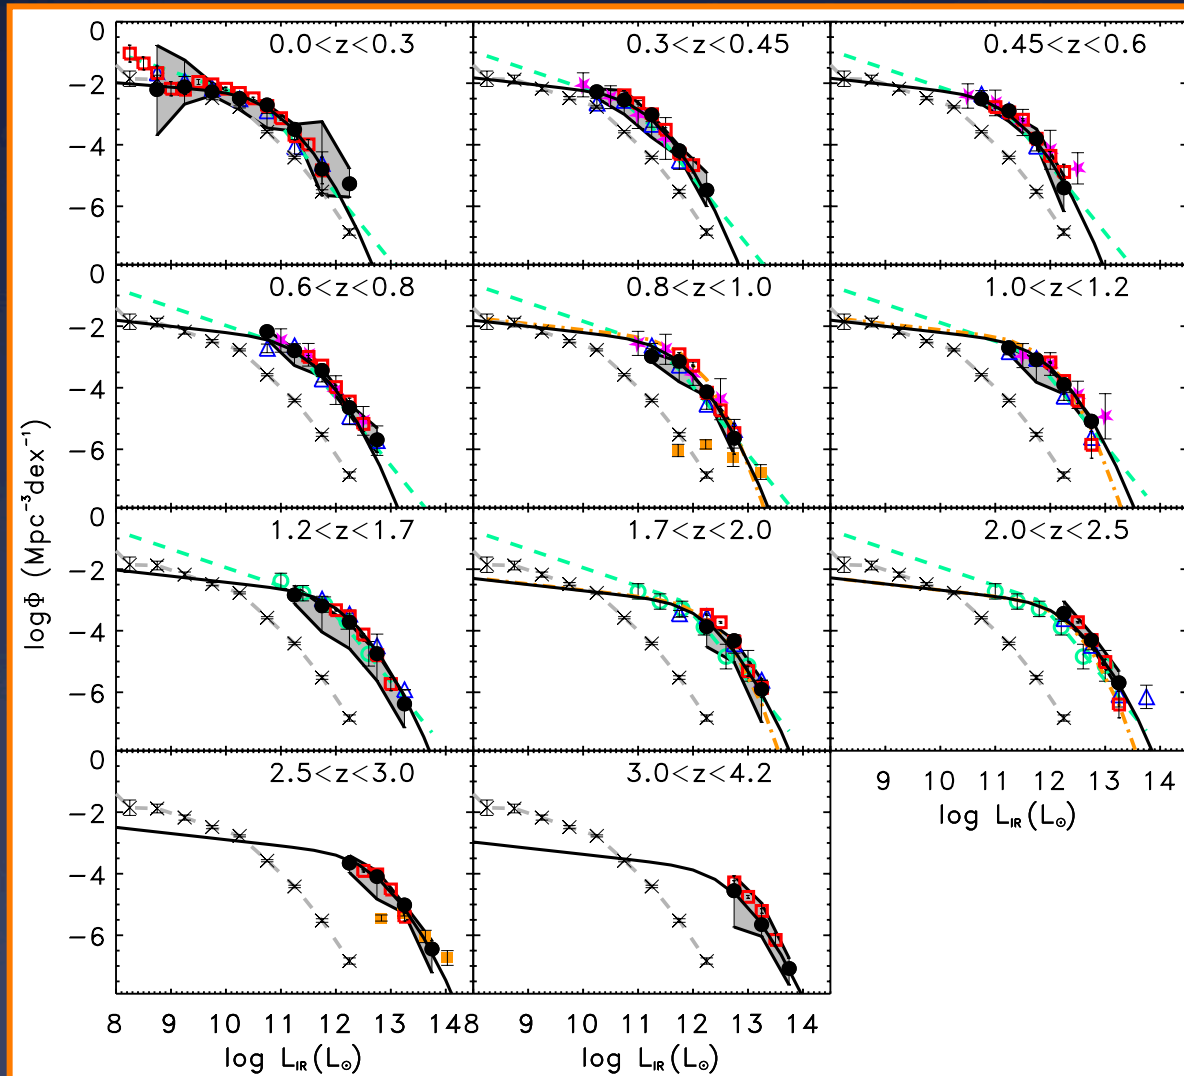 0.0<z<0.3 0.3<z<0.45 0.45<z<0.6
0
−2
−4
−6
0.6<z<0.8 0.8<z<1.0 1.0<z<1.2
0
−2
−4
−6
1.2<z<1.7 1.7<z<2.0 2.0<z<2.5
0
−2
−4
−6
9 10 11 12 13 14
log L_IR(L_⊙)
2.5<z<3.0 3.0<z<4.2
0
−2
−4
−6
8 9 10 11 12 13 148 9 10 11 12 13 14
log L_IR(L_⊙) log L_IR(L_⊙)
logΦ (Mpc⁻³dex⁻¹)